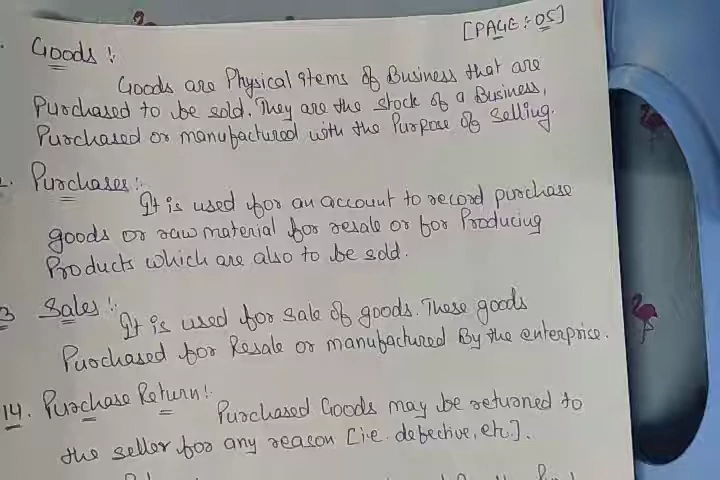 [PAGE: 05]
Goods :
Goods are Physical items of Business that are
Purchased to be sold. They are the stock of a Business,
Purchased or manufactured with the Purpose of Selling.
2. Purchases :-
It is used for an account to record purchase
goods or raw material for resale or for Producing
Products which are also to be sold.
3 Sales :-
It is used for sale of goods. These goods
Purchased for Resale or manufactured By the enterprice.
14. Purchase Return :-
Purchased Goods may be returned to
the seller for any reason [i.e. defective, etc.].